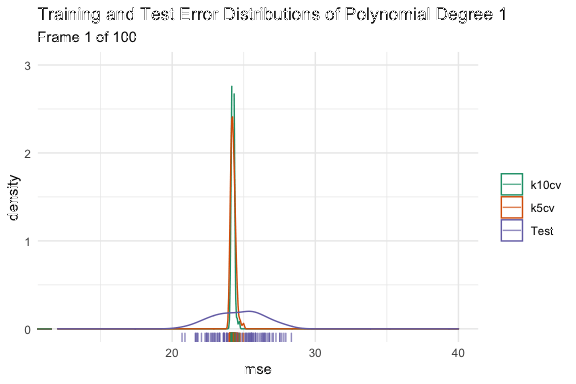 Training and Test Error Distributions of Polynomial Degree 1
Frame 1 of 100
3
2
1
0
density
20
30
40
mse
k10cv
k5cv
Test